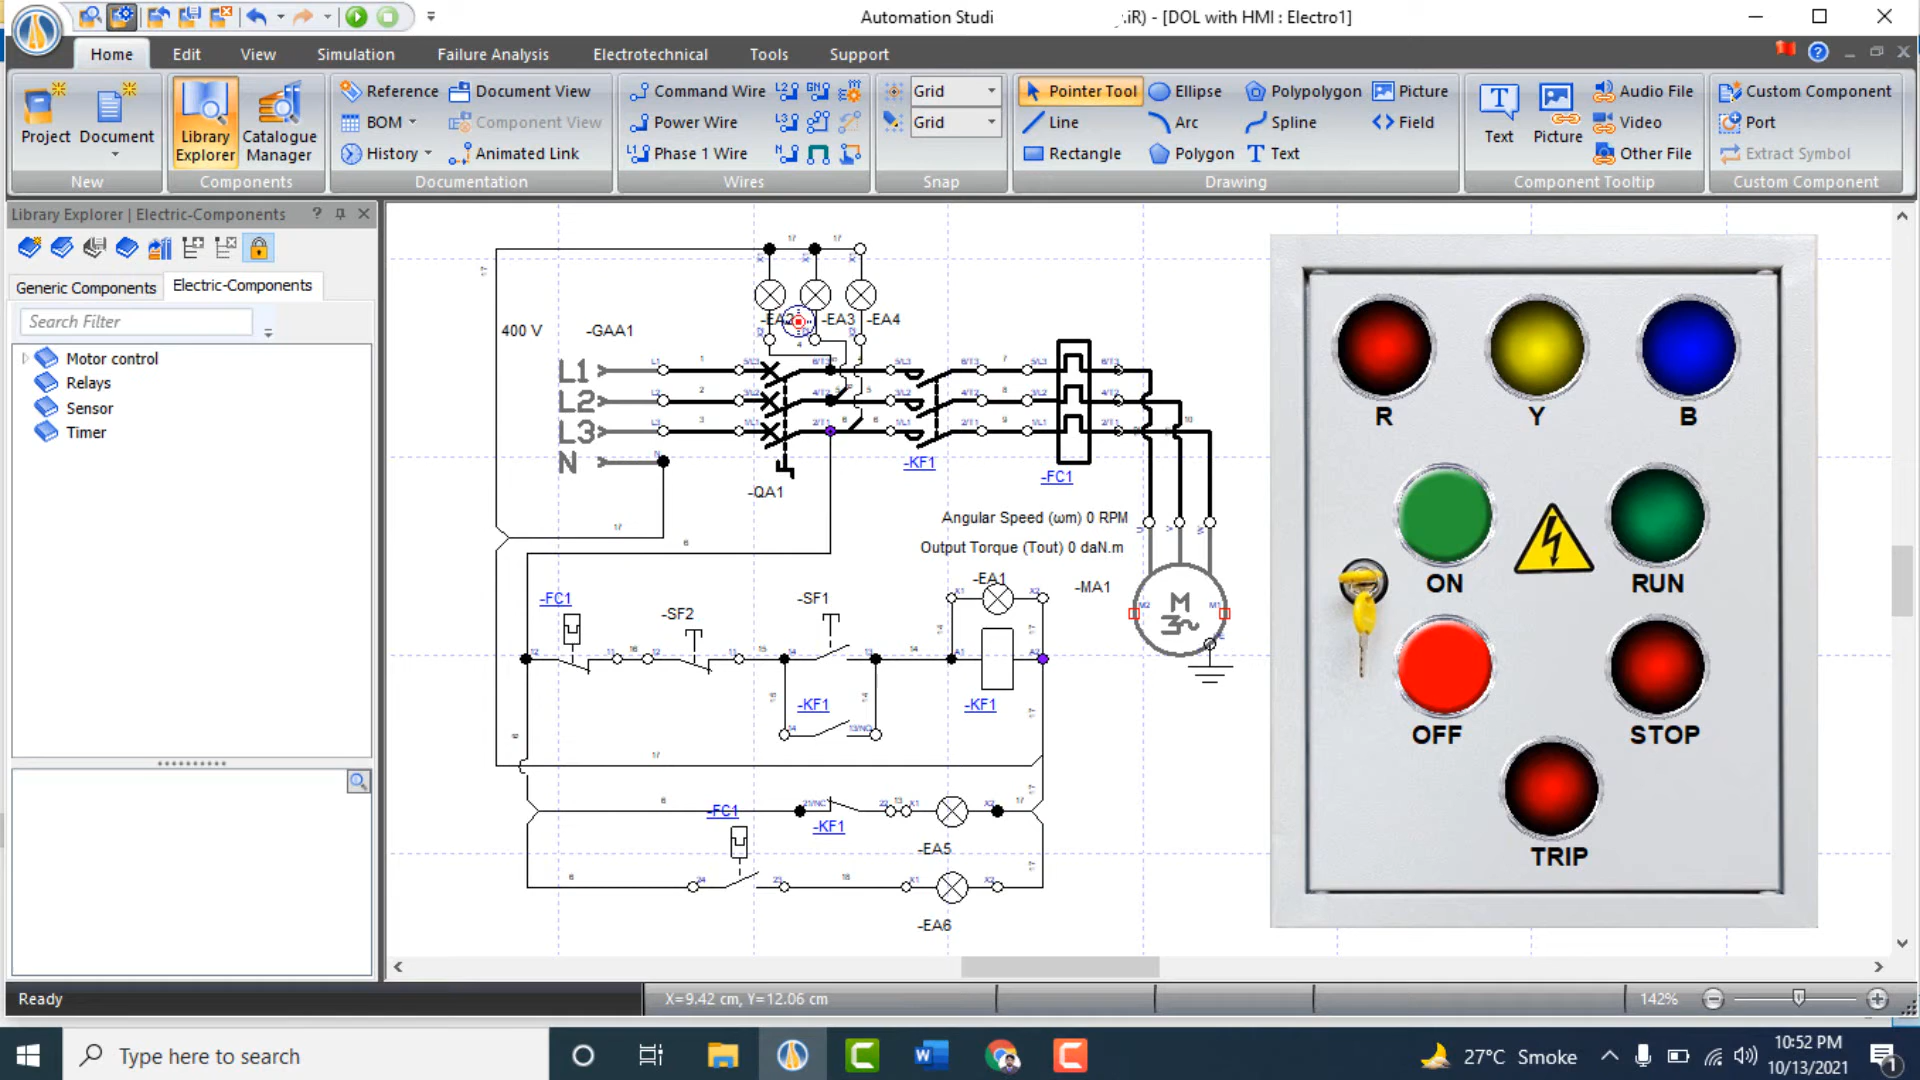 Automation Studi
.iR) - [DOL with HMI : Electro1]
Home Edit View Simulation Failure Analysis Electrotechnical Tools Support
Project
Document
New
Library Explorer
Catalogue Manager
Components
Reference Document View
BOM Component View
History Animated Link
Documentation
Command Wire
Power Wire
Phase 1 Wire
Wires
Grid
Grid
Snap
Pointer Tool Ellipse Polypolygon Picture
Line Arc Spline Field
Rectangle Polygon Text
Drawing
Text
Picture
Audio File
Video
Other File
Component Tooltip
Custom Component
Port
Extract Symbol
Custom Component
Library Explorer | Electric-Components
Generic Components Electric-Components
Search Filter
Motor control
Relays
Sensor
Timer
400 V -GAA1
-EA2 -EA3 -EA4
L1
L2
L3
N
-QA1
-KF1
-FC1
Angular Speed (ωm) 0 RPM
Output Torque (Tout) 0 daN.m
-EA1
-MA1
M
3~
-FC1
-SF2
-SF1
-KF1
-KF1
-FC1
-KF1
-EA5
-EA6
R Y B
ON RUN
OFF STOP
TRIP
Ready
X=9.42 cm, Y=12.06 cm
142%
Type here to search
27°C Smoke
10:52 PM
10/13/2021
1